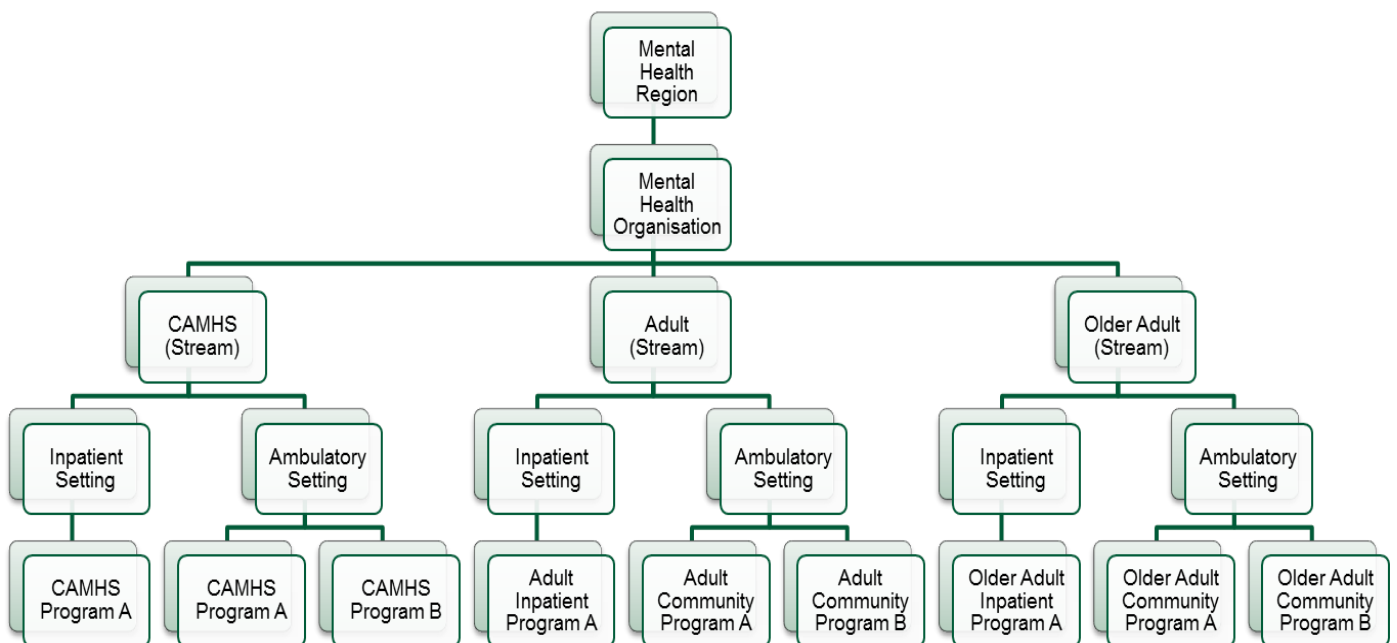 Mental
Health
Region
Mental
Health
Organisation
CAMHS
(Stream)
Adult
(Stream)
Older Adult
(Stream)
Inpatient
Setting
Ambulatory
Setting
Inpatient
Setting
Ambulatory
Setting
Inpatient
Setting
Ambulatory
Setting
CAMHS
Program A
CAMHS
Program A
CAMHS
Program B
Adult
Inpatient
Program A
Adult
Community
Program A
Adult
Community
Program B
Older Adult
Inpatient
Program A
Older Adult
Community
Program A
Older Adult
Community
Program B